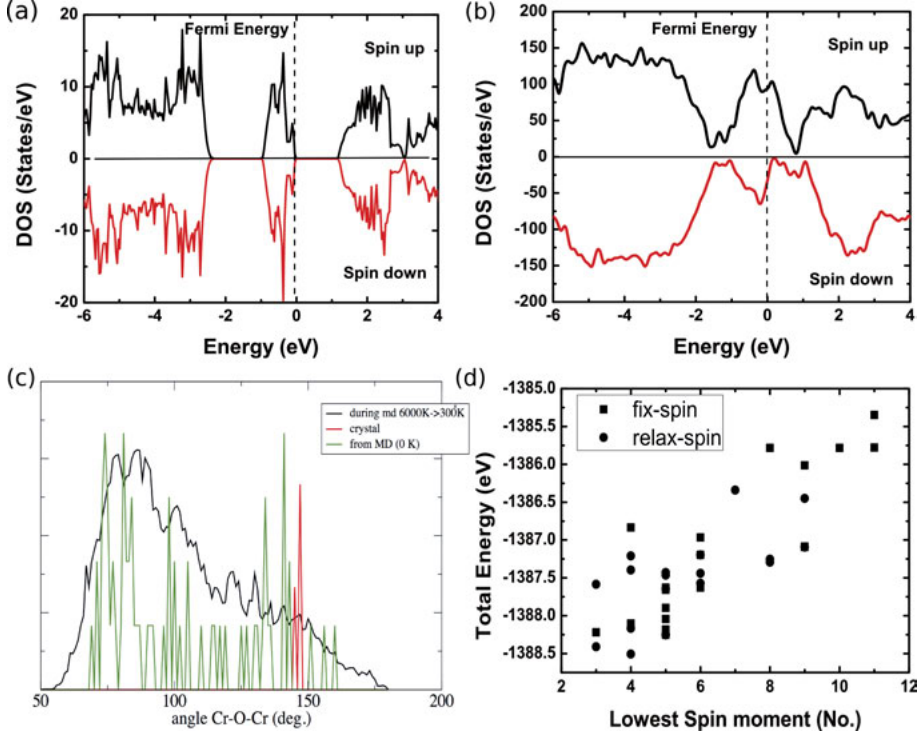 (a)
Fermi Energy
Spin up
Spin down
20
10
0
-10
-20
DOS (States/eV)
-6 -4 -2 0 2 4
Energy (eV)
(b)
Fermi Energy
Spin up
Spin down
200
150
100
50
0
-50
-100
-150
-200
DOS (States/eV)
-6 -4 -2 0 2 4
Energy (eV)
(c)
during md 6000K->300K
crystal
from MD (0 K)
50 100 150 200
angle Cr-O-Cr (deg.)
(d)
fix-spin
relax-spin
-1385.0
-1385.5
-1386.0
-1386.5
-1387.0
-1387.5
-1388.0
-1388.5
Total Energy (eV)
2 4 6 8 10 12
Lowest Spin moment (No.)